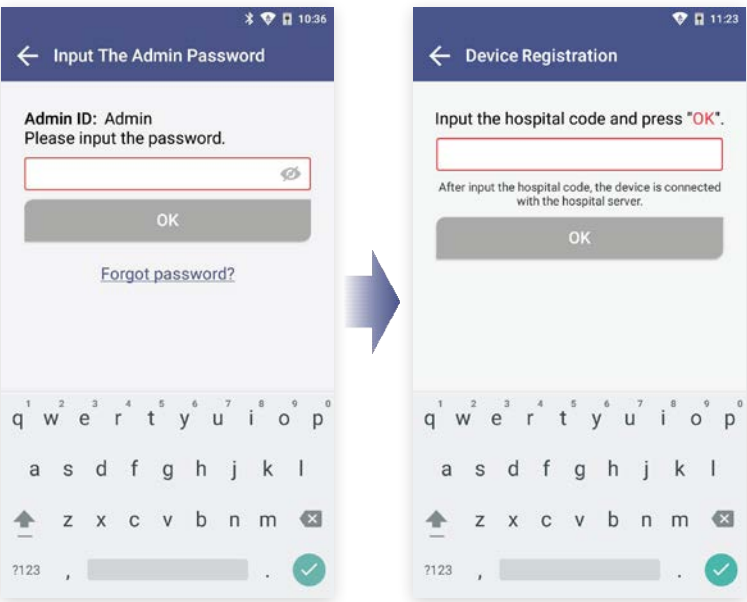 10:36
Input The Admin Password
Admin ID: Admin
Please input the password.
OK
Forgot password?
1 2 3 4 5 6 7 8 9 0
q w e r t y u i o p
a s d f g h j k l
z x c v b n m
?123 , .
11:23
Device Registration
Input the hospital code and press "OK".
After input the hospital code, the device is connected
with the hospital server.
OK
1 2 3 4 5 6 7 8 9 0
q w e r t y u i o p
a s d f g h j k l
z x c v b n m
?123 , .